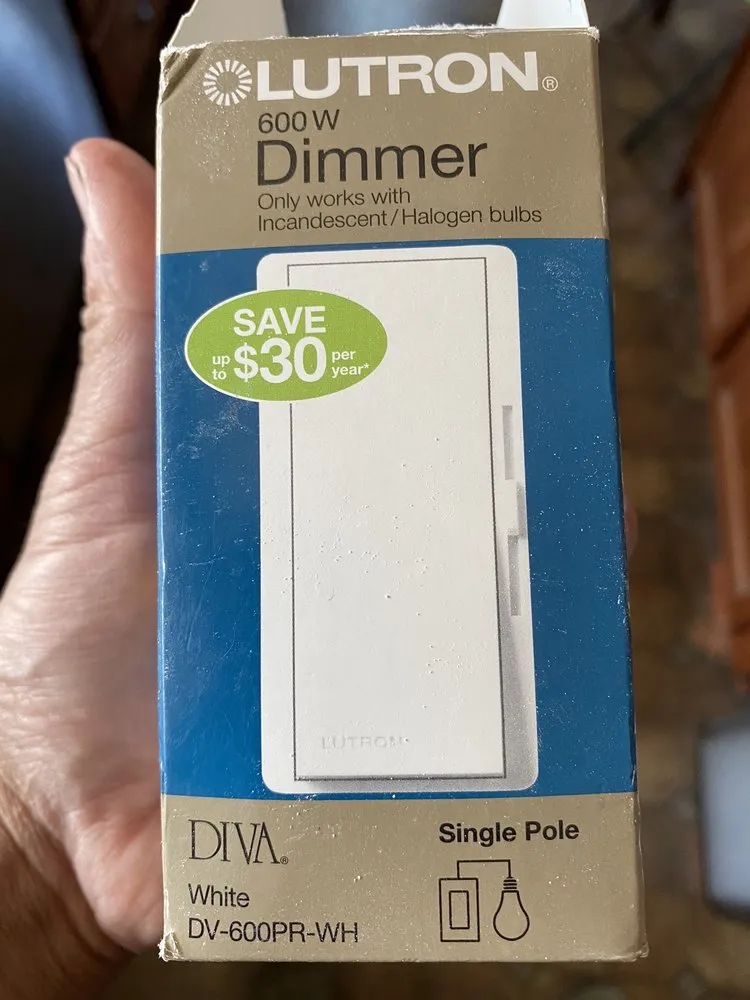 LUTRON®
600 W
Dimmer
Only works with
Incandescent/Halogen bulbs
SAVE
up to $30 per year*
LUTRON
DIVA®
Single Pole
White
DV-600PR-WH